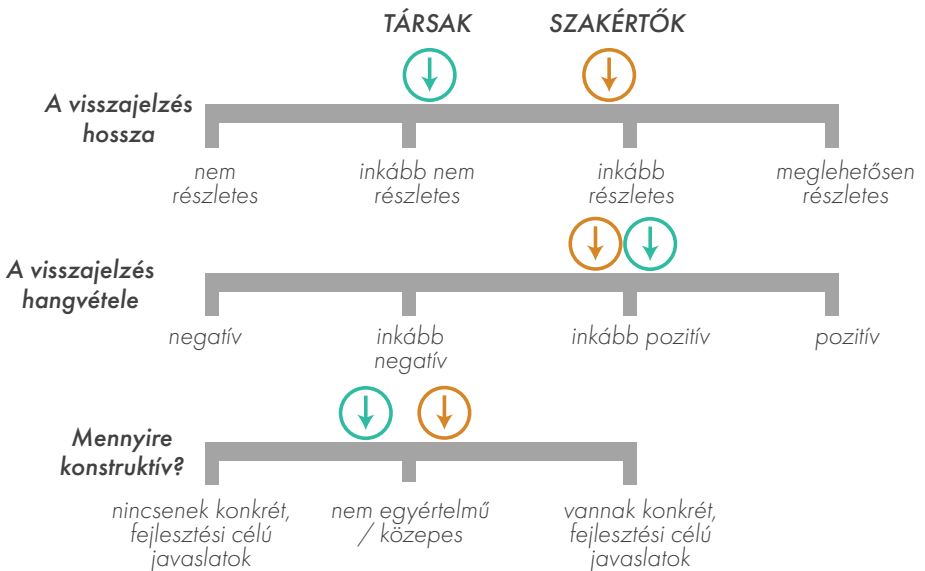 TÁRSAK
SZAKÉRTŐK
A visszajelzés
hossza
nem
részletes
inkább nem
részletes
inkább
részletes
meglehetősen
részletes
A visszajelzés
hangvétele
negatív
inkább
negatív
inkább pozitív
pozitív
Mennyire
konstruktív?
nincsenek konkrét,
fejlesztési célú
javaslatok
nem egyértelmű
/ közepes
vannak konkrét,
fejlesztési célú
javaslatok